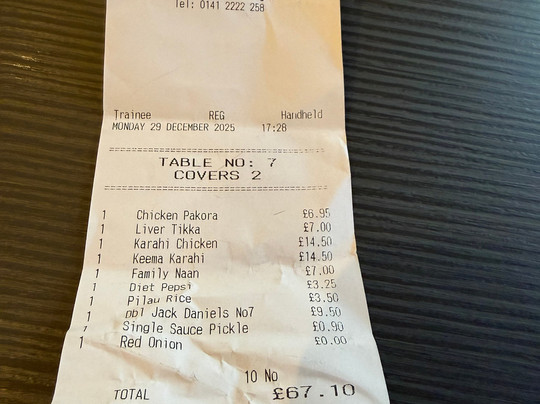 Tel: 0141 2222 258
Trainee REG Handheld
MONDAY 29 DECEMBER 2025 17:28
TABLE NO: 7
COVERS 2
1 Chicken Pakora £6.95
1 Liver Tikka £7.00
1 Karahi Chicken £14.50
1 Keema Karahi £14.50
1 Family Naan £7.00
1 Diet Pepsi £3.25
1 Pilau Rice £3.50
1 Dbl Jack Daniels No7 £9.50
1 Single Sauce Pickle £0.90
1 Red Onion £0.00
10 No
TOTAL £67.10